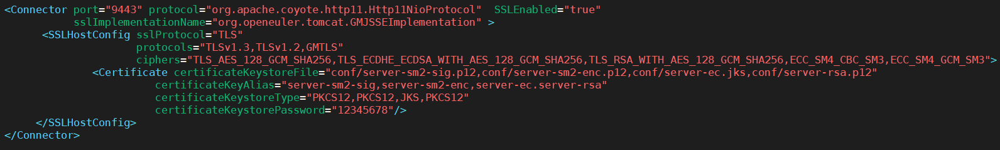 <Connector port="9443" protocol="org.apache.coyote.http11.Http11NioProtocol"  SSLEnabled="true"
           sslImplementationName="org.openeuler.tomcat.GMJSSEImplementation" >
      <SSLHostConfig sslProtocol="TLS"
                     protocols="TLSv1.3,TLSv1.2,GMTLS"
                     ciphers="TLS_AES_128_GCM_SHA256,TLS_ECDHE_ECDSA_WITH_AES_128_GCM_SHA256,TLS_RSA_WITH_AES_128_GCM_SHA256,ECC_SM4_CBC_SM3,ECC_SM4_GCM_SM3">
              <Certificate certificateKeystoreFile="conf/server-sm2-sig.p12,conf/server-sm2-enc.p12,conf/server-ec.jks,conf/server-rsa.p12"
                        certificateKeyAlias="server-sm2-sig,server-sm2-enc,server-ec.server-rsa"
                        certificateKeystoreType="PKCS12,PKCS12,JKS,PKCS12"
                        certificateKeystorePassword="12345678"/>
     </SSLHostConfig>
</Connector>